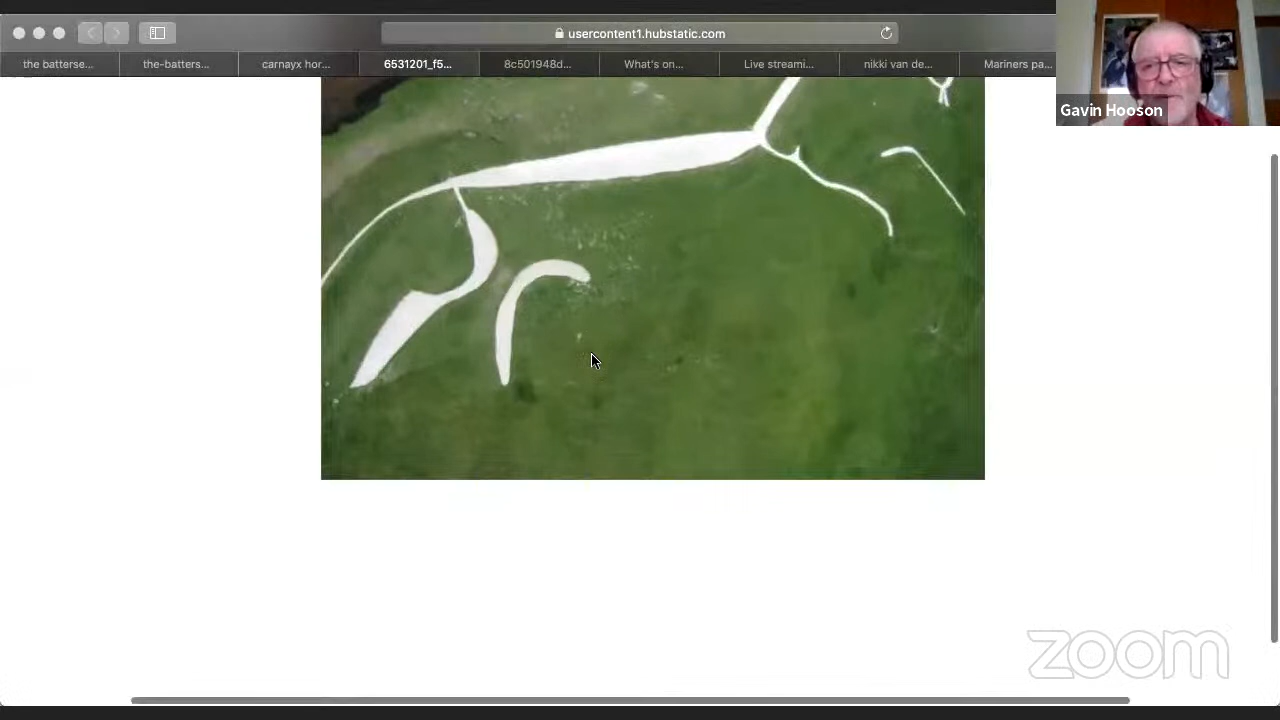 usercontent1.hubstatic.com
the batterse... the-batters... carnyx hor... 6531201_f5... 8c501948d... What's on... Live streami... nikki van de... Mariners pa...
Gavin Hooson
zoom